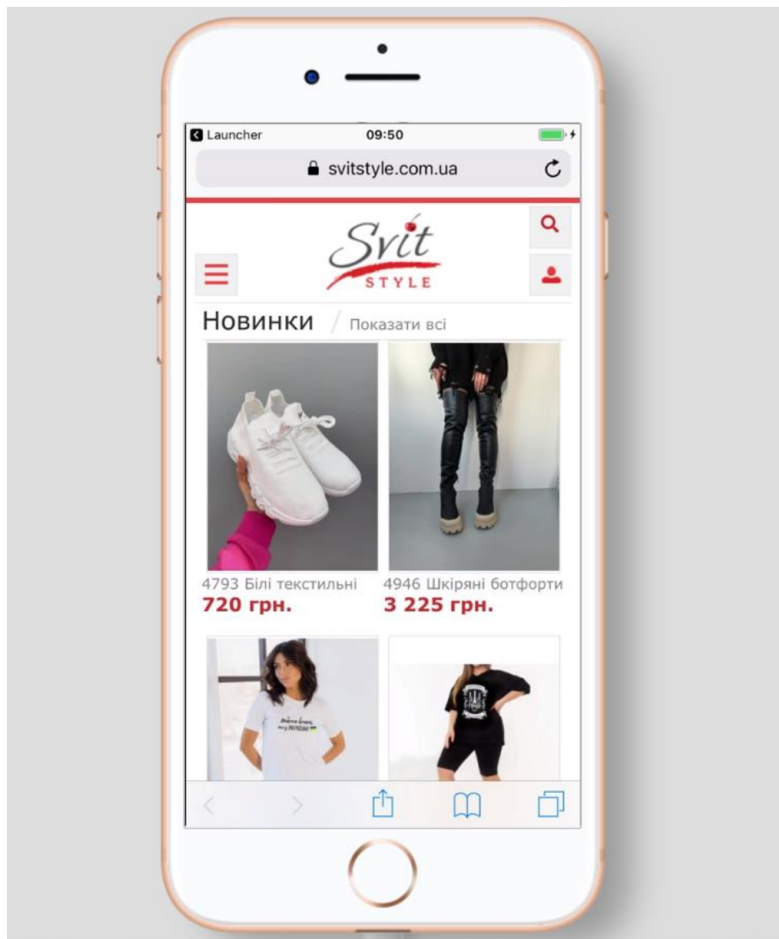 Launcher
09:50
svitstyle.com.ua
Svit
STYLE
Новинки / Показати всі
4793 Білі текстильні
720 грн.
4946 Шкіряні ботфорти
3 225 грн.